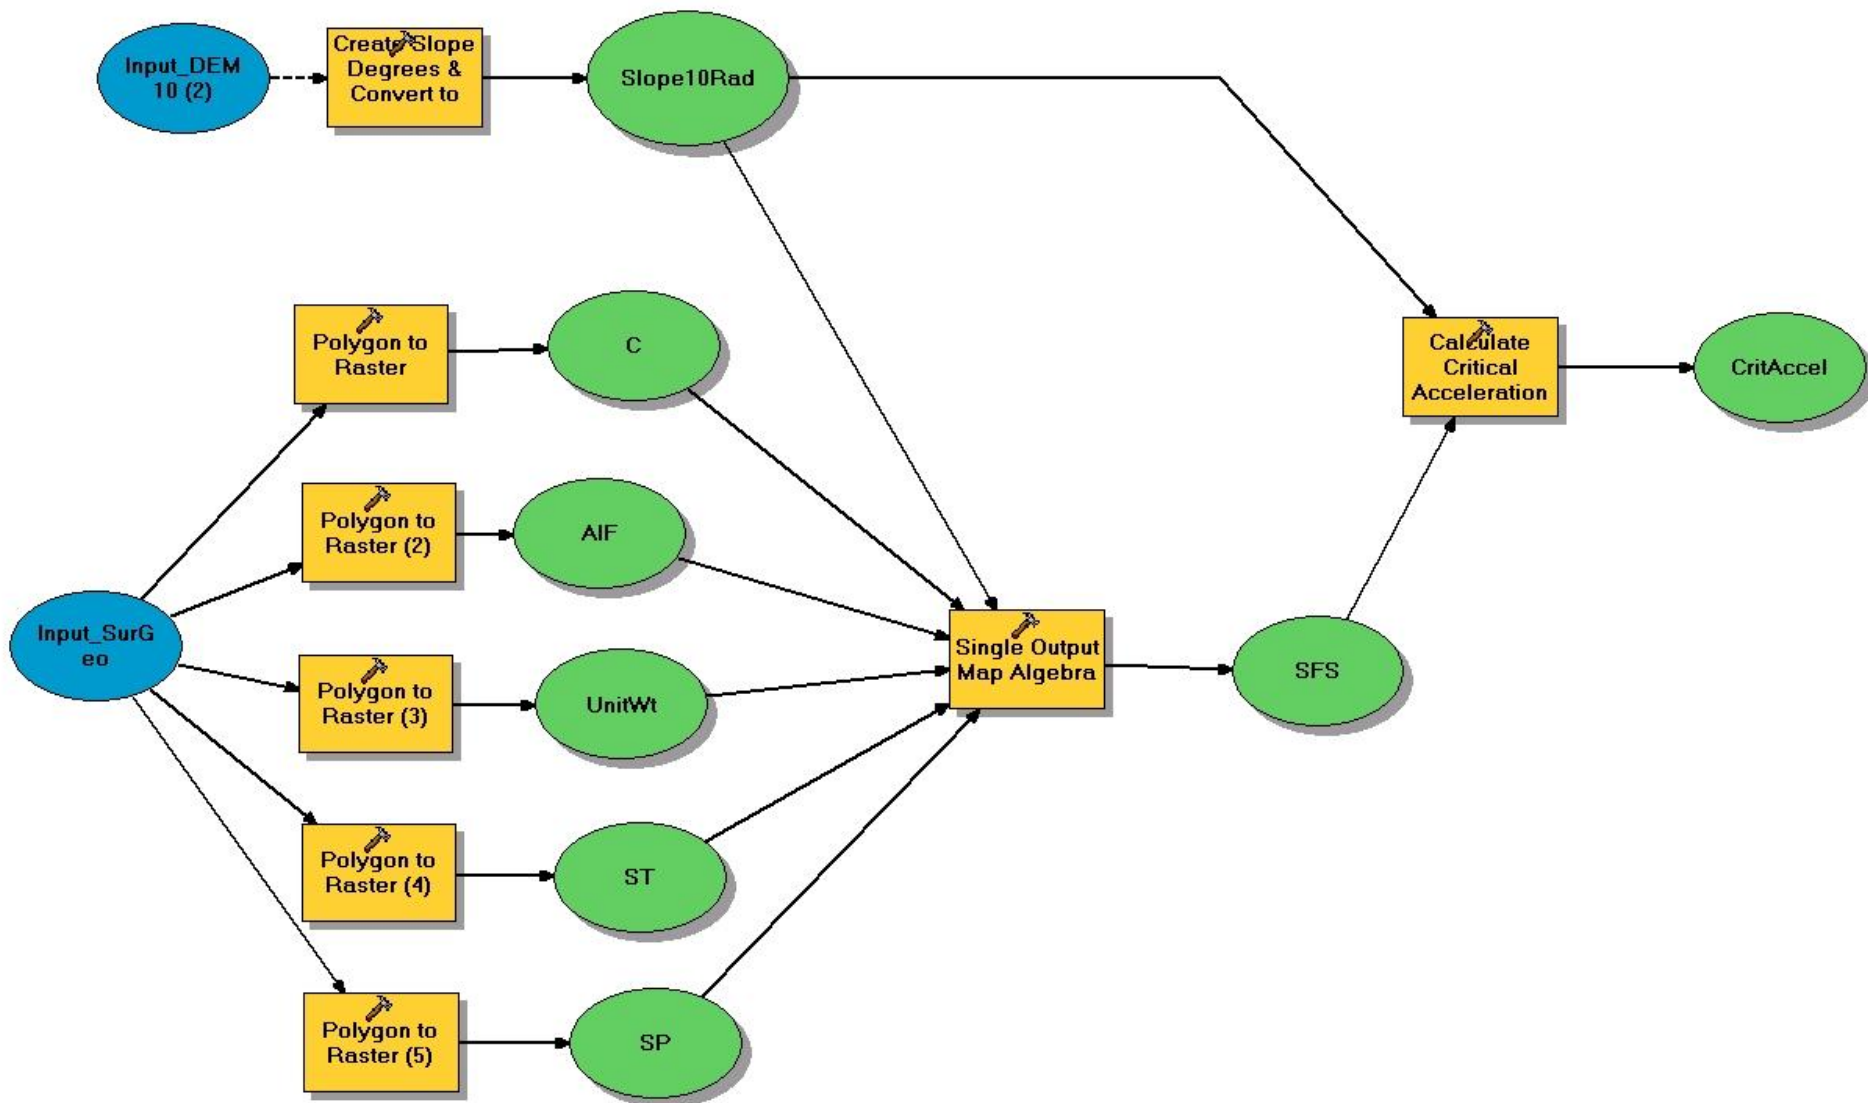 Input_DEM
10 (2)
Create Slope
Degrees &
Convert to
Slope10Rad
Polygon to
Raster
C
Calculate
Critical
Acceleration
CritAccel
Polygon to
Raster (2)
AIF
Input_SurG
eo
Polygon to
Raster (3)
UnitWt
Single Output
Map Algebra
SFS
Polygon to
Raster (4)
ST
Polygon to
Raster (5)
SP